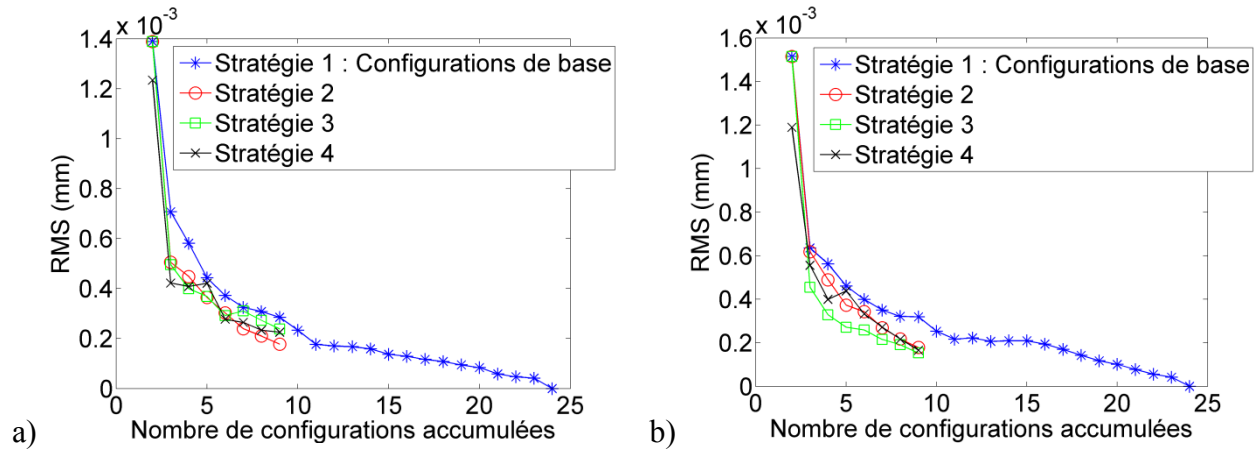 x 10⁻³
1.4
1.2
1
0.8
0.6
0.4
0.2
0
RMS (mm)
Stratégie 1 : Configurations de base
Stratégie 2
Stratégie 3
Stratégie 4
0 5 10 15 20 25
Nombre de configurations accumulées
a)
x 10⁻³
1.6
1.4
1.2
1
0.8
0.6
0.4
0.2
0
RMS (mm)
Stratégie 1 : Configurations de base
Stratégie 2
Stratégie 3
Stratégie 4
0 5 10 15 20 25
Nombre de configurations accumulées
b)